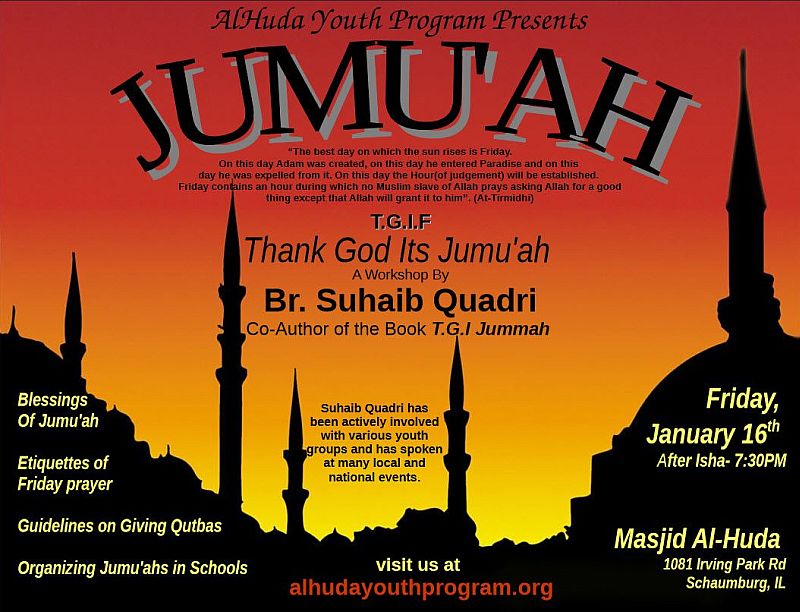 AlHuda Youth Program Presents
JUMU'AH
“The best day on which the sun rises is Friday.
On this day Adam was created, on this day he entered Paradise and on this
day he was expelled from it. On this day the Hour(of judgement) will be established.
Friday contains an hour during which no Muslim slave of Allah prays asking Allah for a good
thing except that Allah will grant it to him”. (At-Tirmidhi)
T.G.I.F
Thank God Its Jumu'ah
A Workshop By
Br. Suhaib Quadri
Co-Author of the Book T.G.I Jummah
Blessings
Of Jumu'ah
Etiquettes of
Friday prayer
Guidelines on Giving Qutbas
Organizing Jumu'ahs in Schools
Suhaib Quadri has
been actively involved
with various youth
groups and has spoken
at many local and
national events.
visit us at
alhudayouthprogram.org
Friday,
January 16th
After Isha- 7:30PM
Masjid Al-Huda
1081 Irving Park Rd
Schaumburg, IL